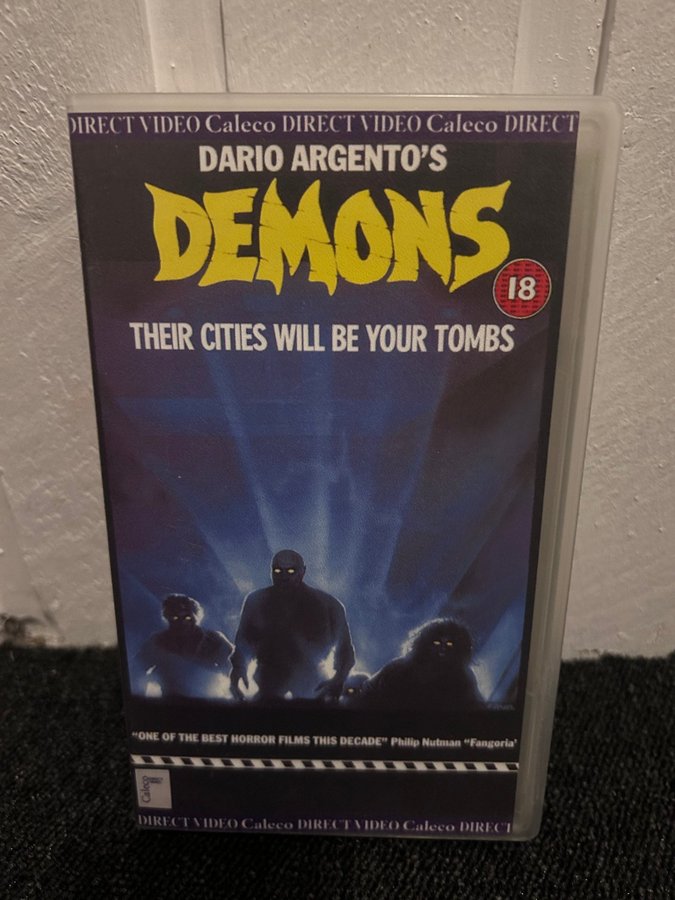 DIRECT VIDEO Caleco DIRECT VIDEO Caleco DIRECT
DARIO ARGENTO'S
DEMONS
18
THEIR CITIES WILL BE YOUR TOMBS
"ONE OF THE BEST HORROR FILMS THIS DECADE" Philip Nutman "Fangoria'
Caleco
DIRECT VIDEO Caleco DIRECT VIDEO Caleco DIRECT